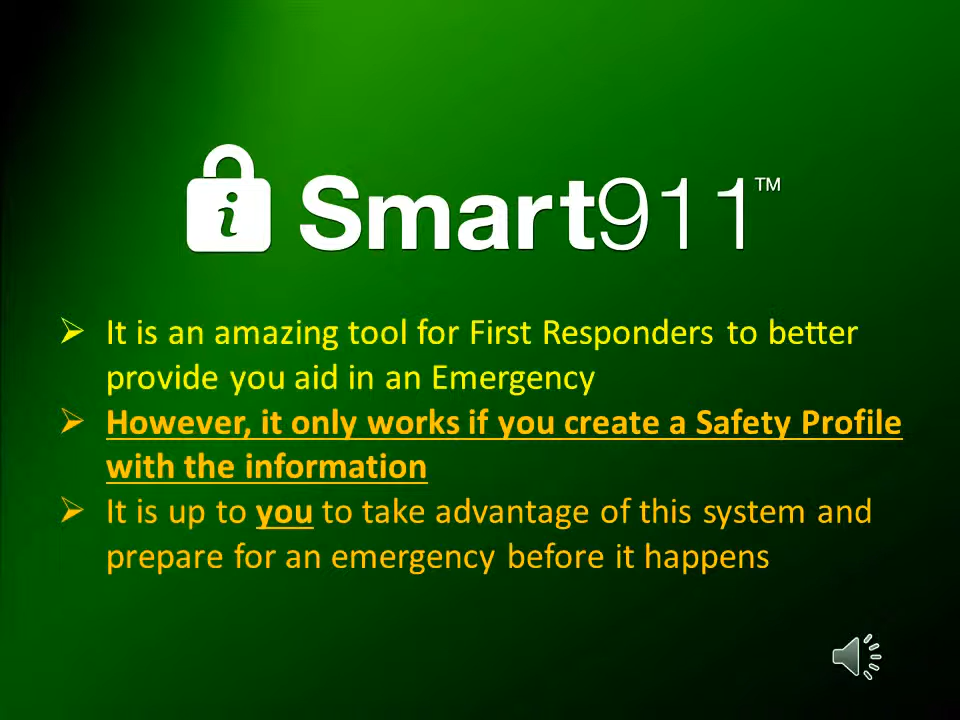 i Smart911™
➢ It is an amazing tool for First Responders to better
provide you aid in an Emergency
➢ However, it only works if you create a Safety Profile
with the information
➢ It is up to you to take advantage of this system and
prepare for an emergency before it happens